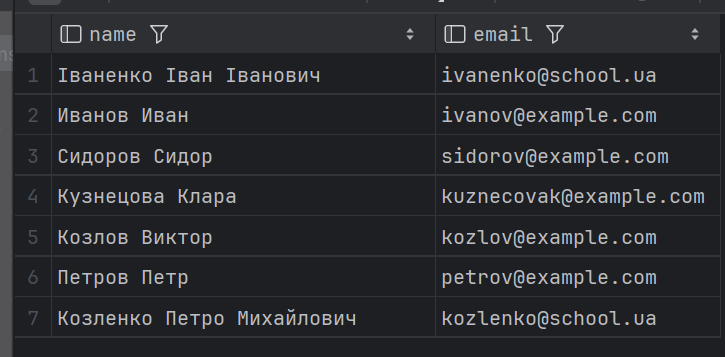 name email
1 Іваненко Іван Іванович ivanenko@school.ua
2 Иванов Иван ivanov@example.com
3 Сидоров Сидор sidorov@example.com
4 Кузнецова Клара kuznecovak@example.com
5 Козлов Виктор kozlov@example.com
6 Петров Петр petrov@example.com
7 Козленко Петро Михайлович kozlenko@school.ua